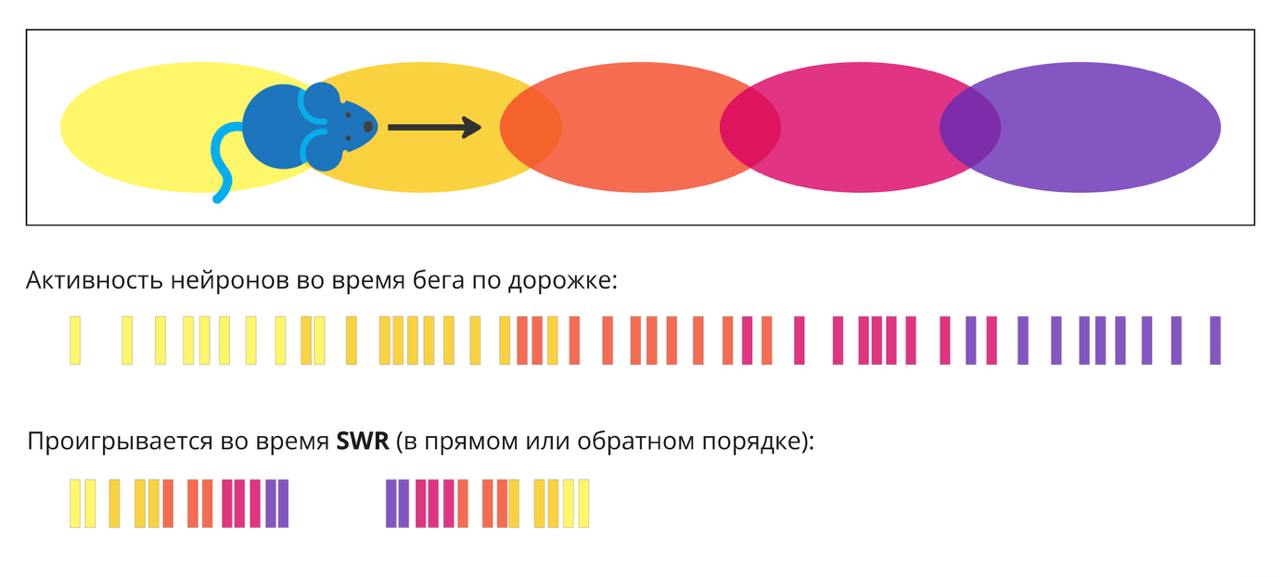 Активность нейронов во время бега по дорожке:
Проигрывается во время SWR (в прямом или обратном порядке):